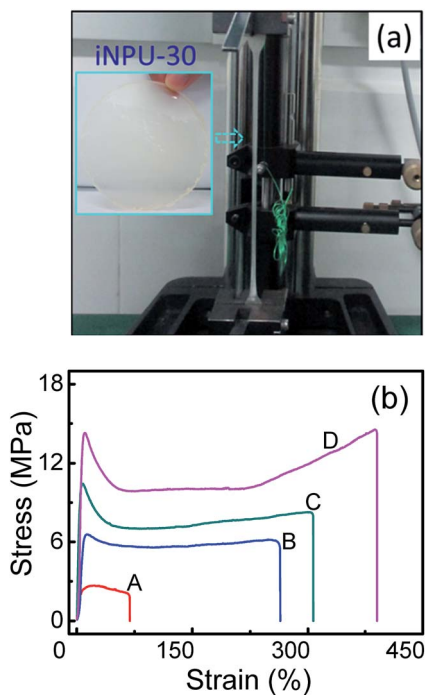 (a)
iNPU-30
(b)
Stress (MPa)
18
12
6
0
D
C
B
A
0 150 300 450
Strain (%)